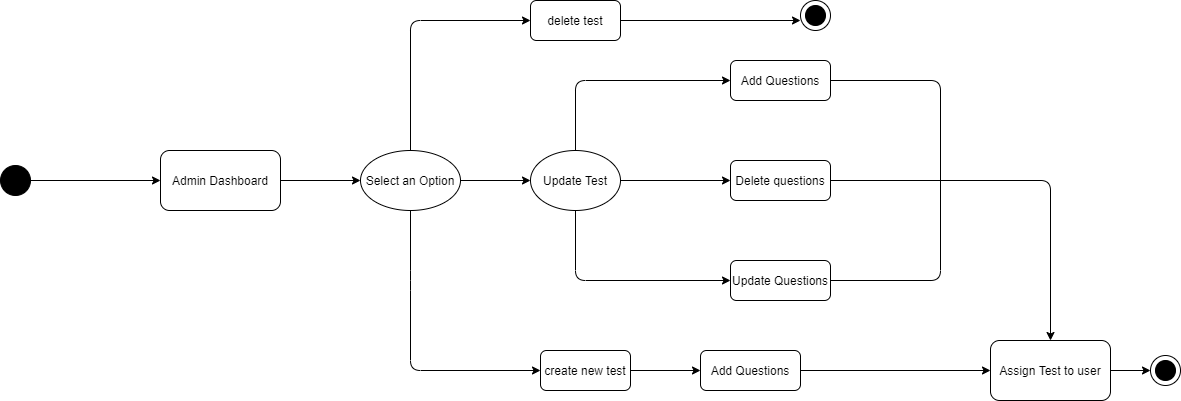 delete test
Add Questions
Admin Dashboard
Select an Option
Update Test
Delete questions
Update Questions
create new test
Add Questions
Assign Test to user